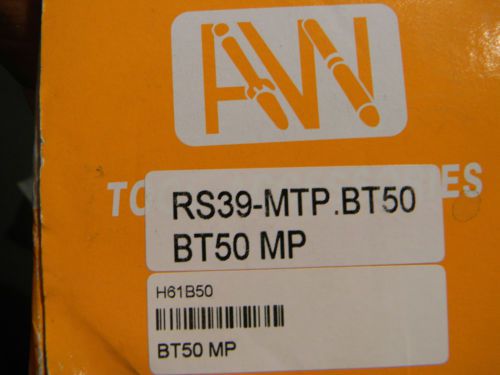 AW
TO ES
RS39-MTP.BT50
BT50 MP
H61B50
BT50 MP